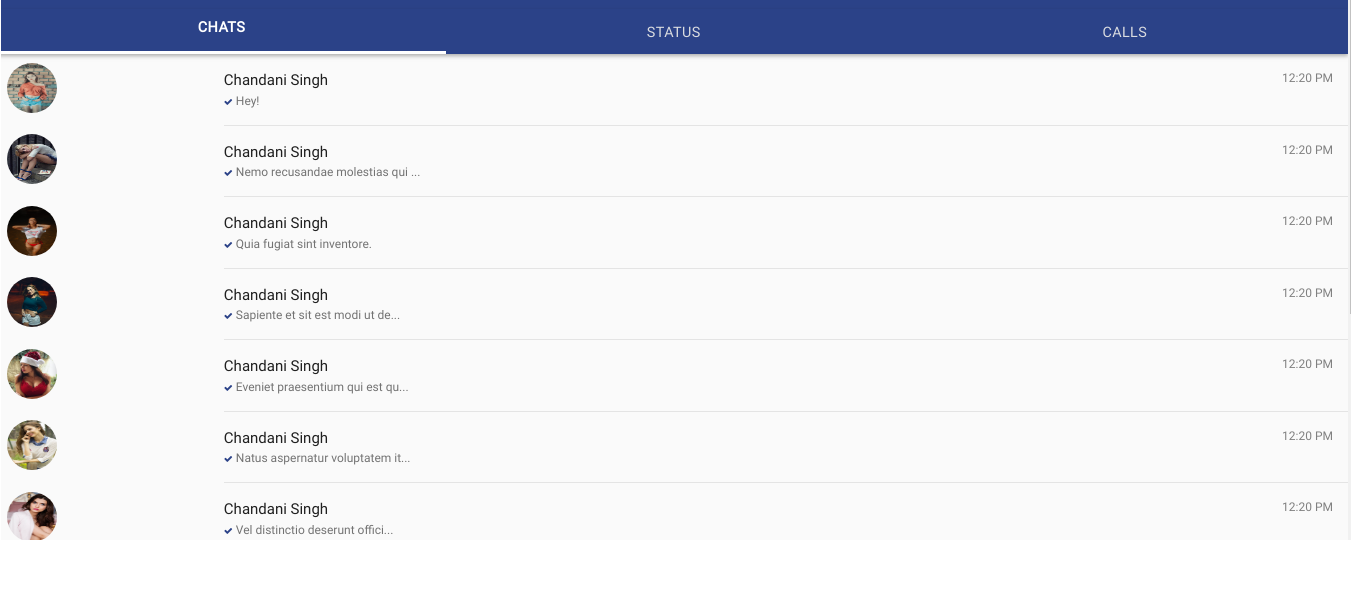 CHATS STATUS CALLS
Chandani Singh 12:20 PM
Hey!
Chandani Singh 12:20 PM
Nemo recusandae molestias qui ...
Chandani Singh 12:20 PM
Quia fugiat sint inventore.
Chandani Singh 12:20 PM
Sapiente et sit est modi ut de...
Chandani Singh 12:20 PM
Eveniet praesentium qui est qu...
Chandani Singh 12:20 PM
Natus aspernatur voluptatem it...
Chandani Singh 12:20 PM
Vel distinctio deserunt offici...